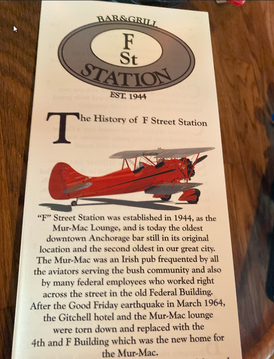 BAR&GRILL
F
St
STATION
EST. 1944
The History of F Street Station
"F" Street Station was established in 1944, as the
Mur-Mac Lounge, and is today the oldest
downtown Anchorage bar still in its original
location and the second oldest in our great city.
The Mur-Mac was an Irish pub frequented by all
the aviators serving the bush community and also
by many federal employees who worked right
across the street in the old Federal Building.
After the Good Friday earthquake in March 1964,
the Gitchell hotel and the Mur-Mac lounge
were torn down and replaced with the
4th and F Building which was the new home for
the Mur-Mac.